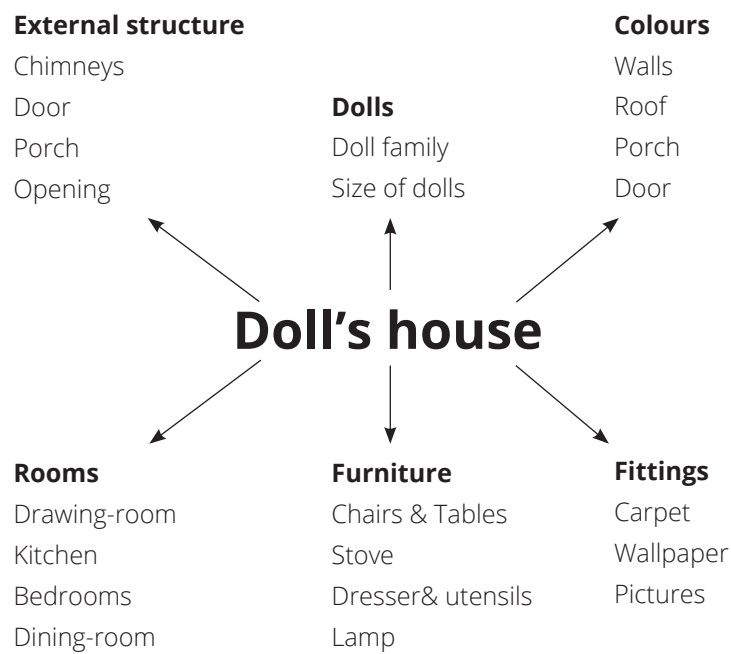 External structure
Chimneys
Door
Porch
Opening
Dolls
Doll family
Size of dolls
Colours
Walls
Roof
Porch
Door
Doll’s house
Rooms
Drawing-room
Kitchen
Bedrooms
Dining-room
Furniture
Chairs & Tables
Stove
Dresser& utensils
Lamp
Fittings
Carpet
Wallpaper
Pictures